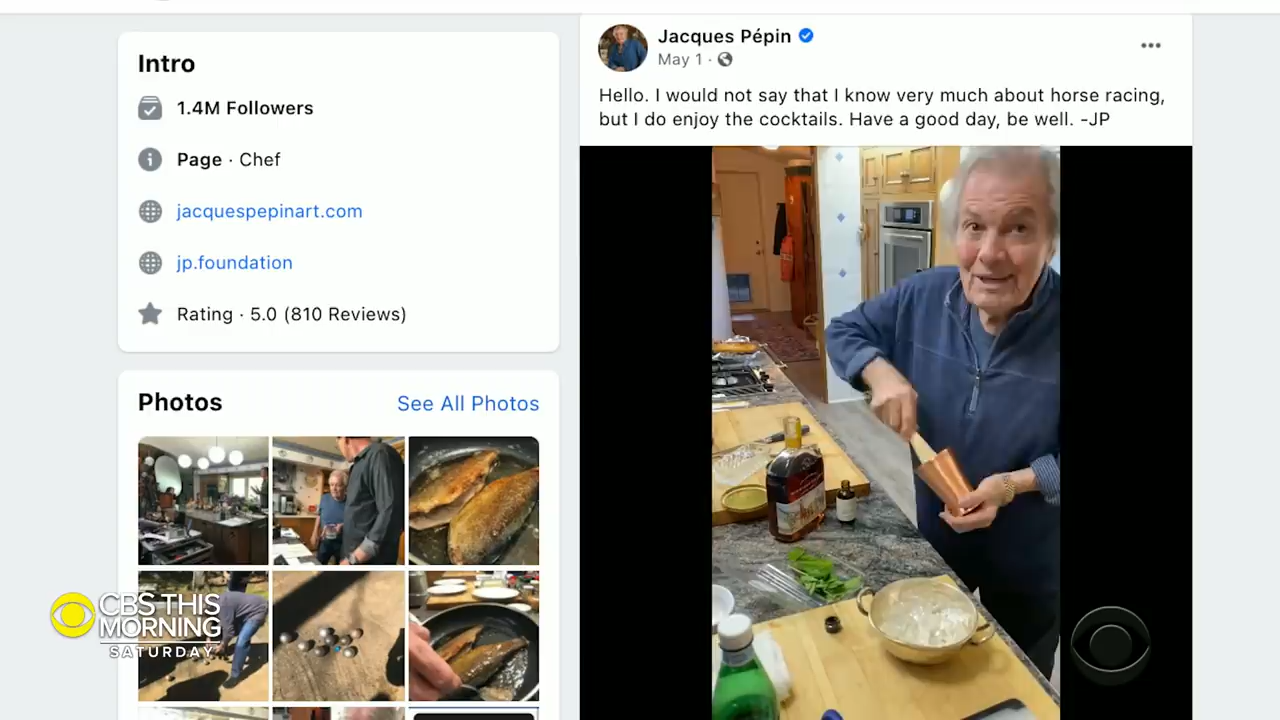 Intro
1.4M Followers
Page · Chef
jacquespepinart.com
jp.foundation
Rating · 5.0 (810 Reviews)
Photos
See All Photos
Jacques Pépin
May 1 ·
Hello. I would not say that I know very much about horse racing,
but I do enjoy the cocktails. Have a good day, be well. -JP
CBS THIS
MORNING
SATURDAY